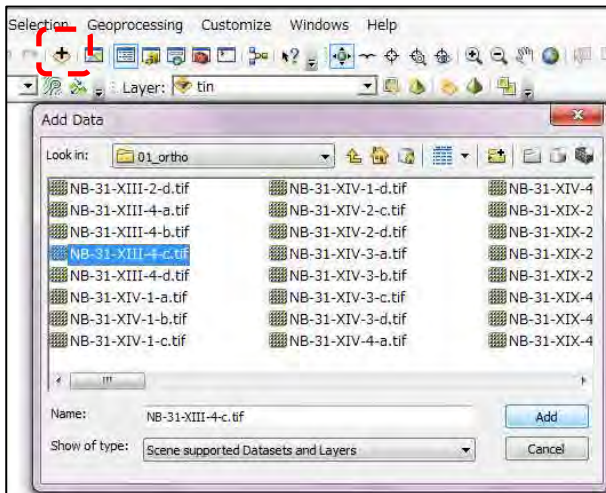 Selection Geoprocessing Customize Windows Help
Layer: tin
Add Data
Look in: 01_ortho
NB-31-XIII-2-d.tif NB-31-XIV-1-d.tif NB-31-XIV-4
NB-31-XIII-4-a.tif NB-31-XIV-2-c.tif NB-31-XIX-2
NB-31-XIII-4-b.tif NB-31-XIV-2-d.tif NB-31-XIX-2
NB-31-XIII-4-c.tif NB-31-XIV-3-a.tif NB-31-XIX-2
NB-31-XIII-4-d.tif NB-31-XIV-3-b.tif NB-31-XIX-2
NB-31-XIV-1-a.tif NB-31-XIV-3-c.tif NB-31-XIX-4
NB-31-XIV-1-b.tif NB-31-XIV-3-d.tif NB-31-XIX-4
NB-31-XIV-1-c.tif NB-31-XIV-4-a.tif NB-31-XIX-4
Name: NB-31-XIII-4-c.tif Add
Show of type: Scene supported Datasets and Layers Cancel